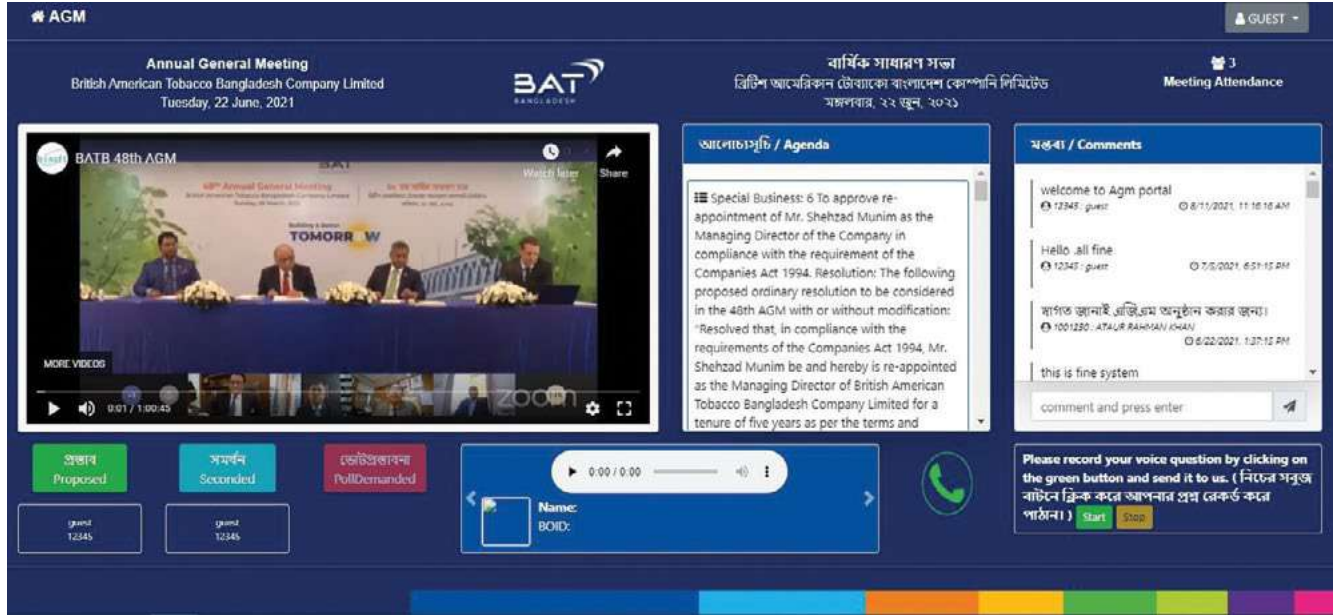 AGM
GUEST
Annual General Meeting
British American Tobacco Bangladesh Company Limited
Tuesday, 22 June, 2021
BAT
BANGLADESH
বার্ষিক সাধারণ সভা
ব্রিটিশ আমেরিকান টোব্যাকো বাংলাদেশ কোম্পানি লিমিটেড
মঙ্গলবার, ২২ জুন, ২০২১
3
Meeting Attendance
BATB 48th AGM
Watch later
Share
BAT
48th Annual General Meeting
Building A Better
TOMORROW
MORE VIDEOS
0:01 / 1:00:45
zoom
আলোচ্যসূচি / Agenda
Special Business: 6 To approve re-
appointment of Mr. Shehzad Munim as the
Managing Director of the Company in
compliance with the requirement of the
Companies Act 1994. Resolution: The following
proposed ordinary resolution to be considered
in the 48th AGM with or without modification:
"Resolved that, in compliance with the
requirements of the Companies Act 1994, Mr.
Shehzad Munim be and hereby is re-appointed
as the Managing Director of British American
Tobacco Bangladesh Company Limited for a
tenure of five years as per the terms and
মন্তব্য / Comments
welcome to Agm portal
12345 : guest 8/11/2021, 11:16:16 AM
Hello .all fine
12345 : guest 7/5/2021, 6:51:15 PM
স্বাগত জানাই এজিএম অনুষ্ঠান করার জন্য।
1001230 : ATAUR RAHMAN KHAN
6/22/2021, 1:37:15 PM
this is fine system
comment and press enter
প্রস্তাব
Proposed
সমর্থন
Seconded
ভোটপ্রস্তাবনা
PollDemanded
guest
12345
guest
12345
0:00 / 0:00
Name:
BOID:
Please record your voice question by clicking on
the green button and send it to us. ( নিচের সবুজ
বাটনে ক্লিক করে আপনার প্রশ্ন রেকর্ড করে
পাঠান। ) Start Stop